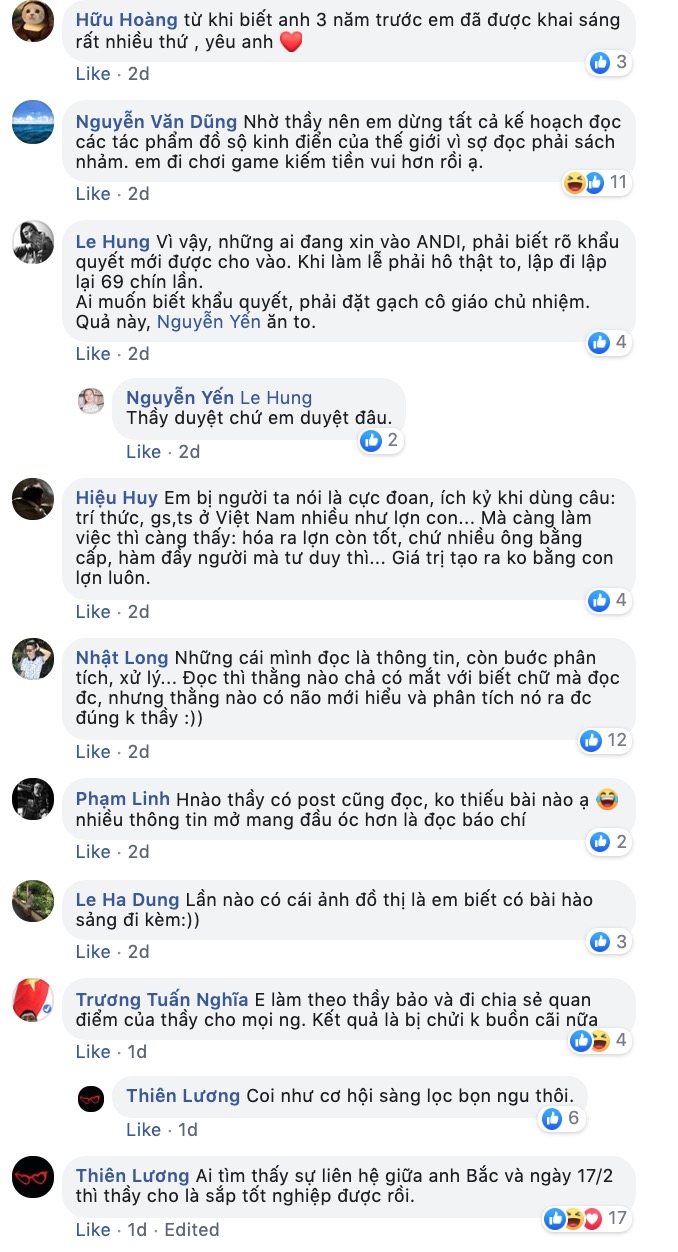 Hữu Hoàng từ khi biết anh 3 năm trước em đã được khai sáng
rất nhiều thứ , yêu anh ❤️
3
Like · 2d
Nguyễn Văn Dũng Nhờ thầy nên em dừng tất cả kế hoạch đọc
các tác phẩm đồ sộ kinh điển của thế giới vì sợ đọc phải sách
nhảm. em đi chơi game kiếm tiền vui hơn rồi ạ.
11
Like · 2d
Le Hung Vì vậy, những ai đang xin vào ANDI, phải biết rõ khẩu
quyết mới được cho vào. Khi làm lễ phải hô thật to, lập đi lập
lại 69 chín lần.
Ai muốn biết khẩu quyết, phải đặt gạch cô giáo chủ nhiệm.
Quả này, Nguyễn Yến ăn to.
4
Like · 2d
Nguyễn Yến Le Hung
Thầy duyệt chứ em duyệt đâu.
2
Like · 2d
Hiệu Huy Em bị người ta nói là cực đoan, ích kỷ khi dùng câu:
trí thức, gs,ts ở Việt Nam nhiều như lợn con... Mà càng làm
việc thì càng thấy: hóa ra lợn còn tốt, chứ nhiều ông bằng
cấp, hàm đầy người mà tư duy thì... Giá trị tạo ra ko bằng con
lợn luôn.
4
Like · 2d
Nhật Long Những cái mình đọc là thông tin, còn buớc phân
tích, xử lý... Đọc thì thằng nào chả có mắt với biết chữ mà đọc
đc, nhưng thằng nào có não mới hiểu và phân tích nó ra đc
đúng k thầy :))
12
Like · 2d
Phạm Linh Hnào thầy có post cũng đọc, ko thiếu bài nào ạ 😂
nhiều thông tin mở mang đầu óc hơn là đọc báo chí
2
Like · 2d
Le Ha Dung Lần nào có cái ảnh đồ thị là em biết có bài hào
sảng đi kèm:))
3
Like · 2d
Trương Tuấn Nghĩa E làm theo thầy bảo và đi chia sẻ quan
điểm của thầy cho mọi ng. Kết quả là bị chửi k buồn cãi nữa
4
Like · 1d
Thiên Lương Coi như cơ hội sàng lọc bọn ngu thôi.
6
Like · 1d
Thiên Lương Ai tìm thấy sự liên hệ giữa anh Bắc và ngày 17/2
thì thầy cho là sắp tốt nghiệp được rồi.
17
Like · 1d · Edited